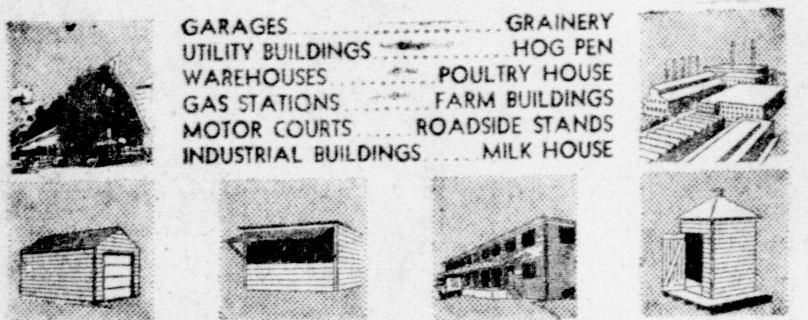 GARAGES..........................GRAINERY
UTILITY BUILDINGS...............HOG PEN
WAREHOUSES.............POULTRY HOUSE
GAS STATIONS...........FARM BUILDINGS
MOTOR COURTS......ROADSIDE STANDS
INDUSTRIAL BUILDINGS......MILK HOUSE